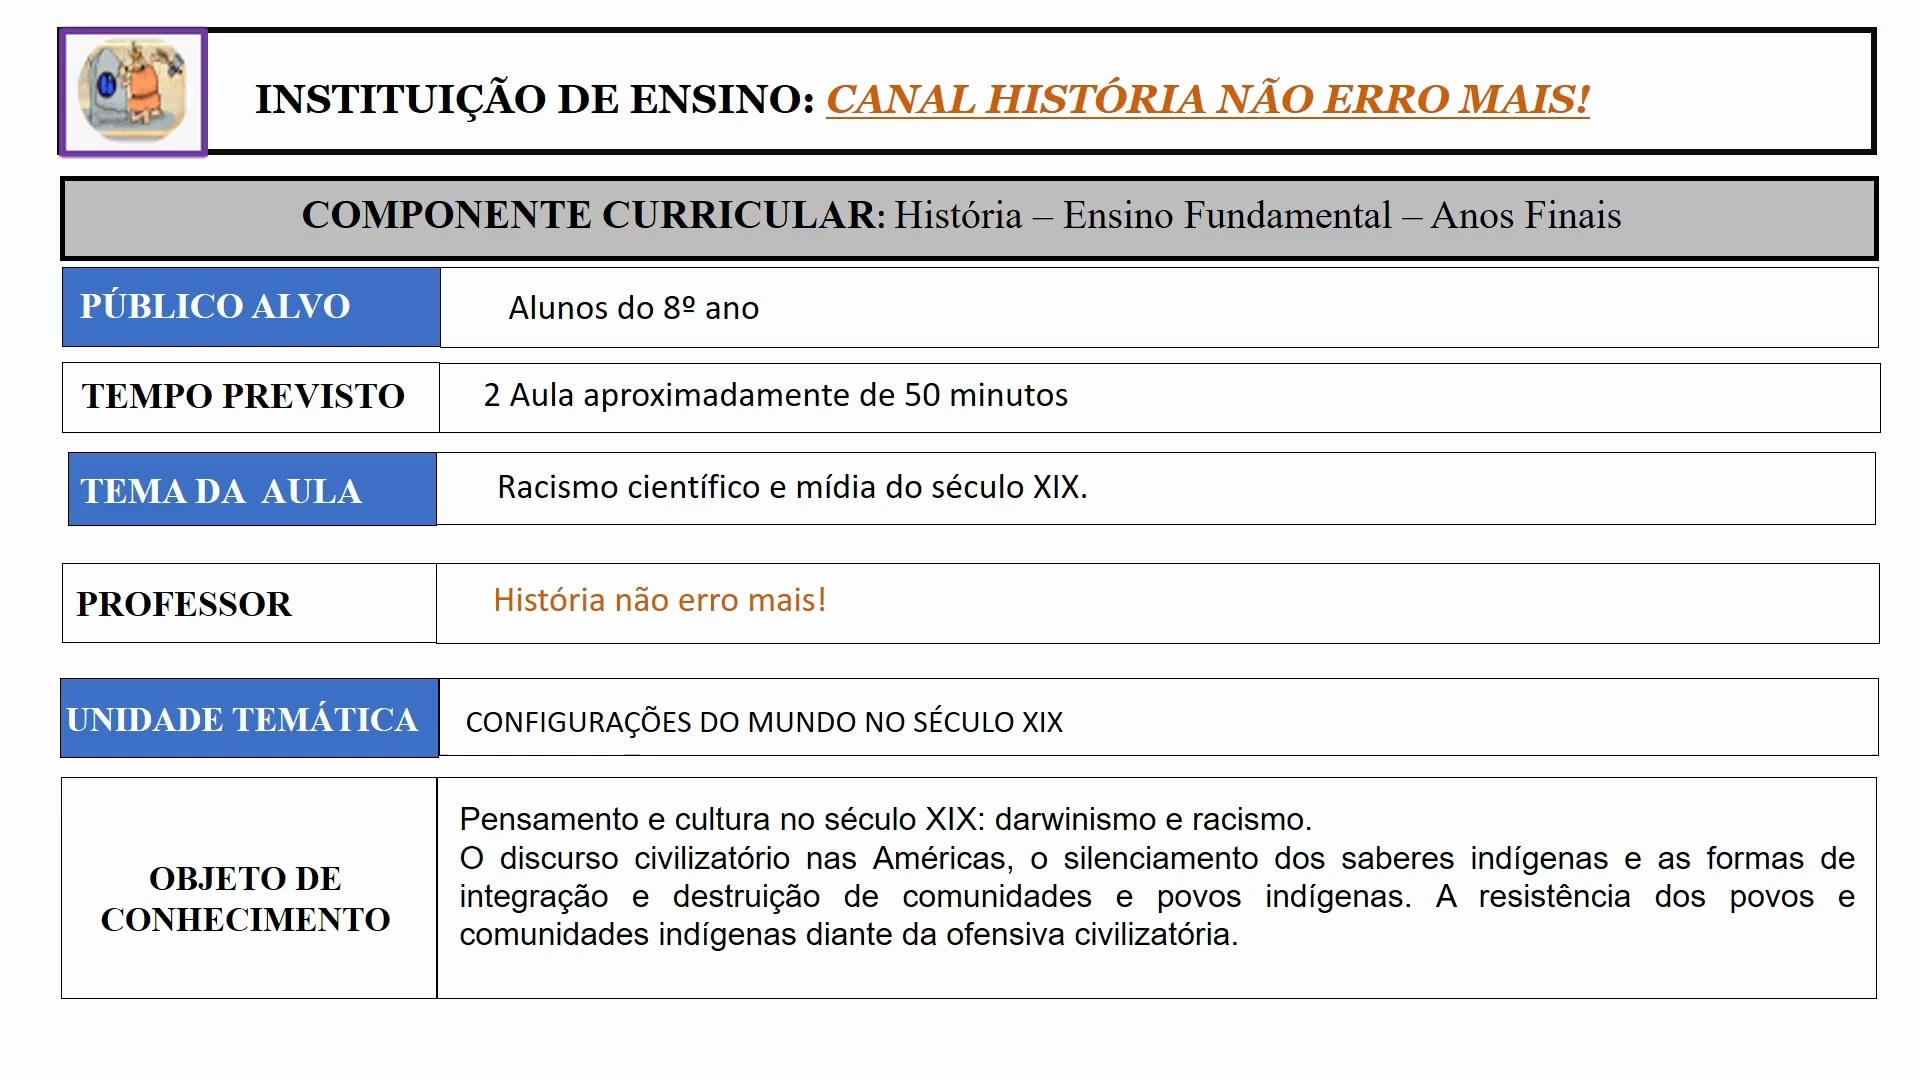 INSTITUIÇÃO DE ENSINO: CANAL HISTÓRIA NÃO ERRO MAIS!
COMPONENTE CURRICULAR: História – Ensino Fundamental – Anos Finais
PÚBLICO ALVO
Alunos do 8º ano
TEMPO PREVISTO
2 Aula aproximadamente de 50 minutos
TEMA DA AULA
Racismo científico e mídia do século XIX.
PROFESSOR
História não erro mais!
UNIDADE TEMÁTICA
CONFIGURAÇÕES DO MUNDO NO SÉCULO XIX
OBJETO DE
CONHECIMENTO
Pensamento e cultura no século XIX: darwinismo e racismo.
O discurso civilizatório nas Américas, o silenciamento dos saberes indígenas e as formas de
integração e destruição de comunidades e povos indígenas. A resistência dos povos e
comunidades indígenas diante da ofensiva civilizatória.